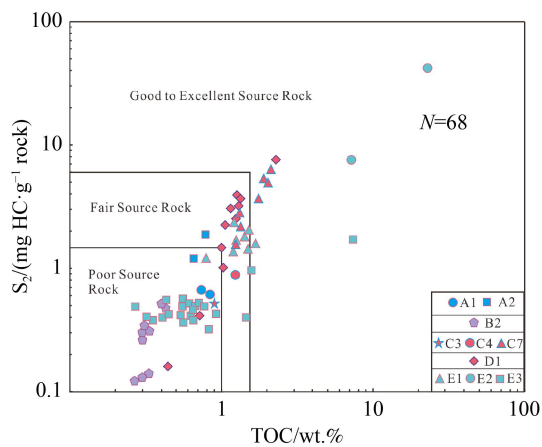 100
10
1
0.1
S₂/(mg HC·g⁻¹ rock)
Good to Excellent Source Rock
N=68
Fair Source Rock
Poor Source
Rock
A1 A2
B2
C3 C4 C7
D1
E1 E2 E3
1 10 100
TOC/wt.%